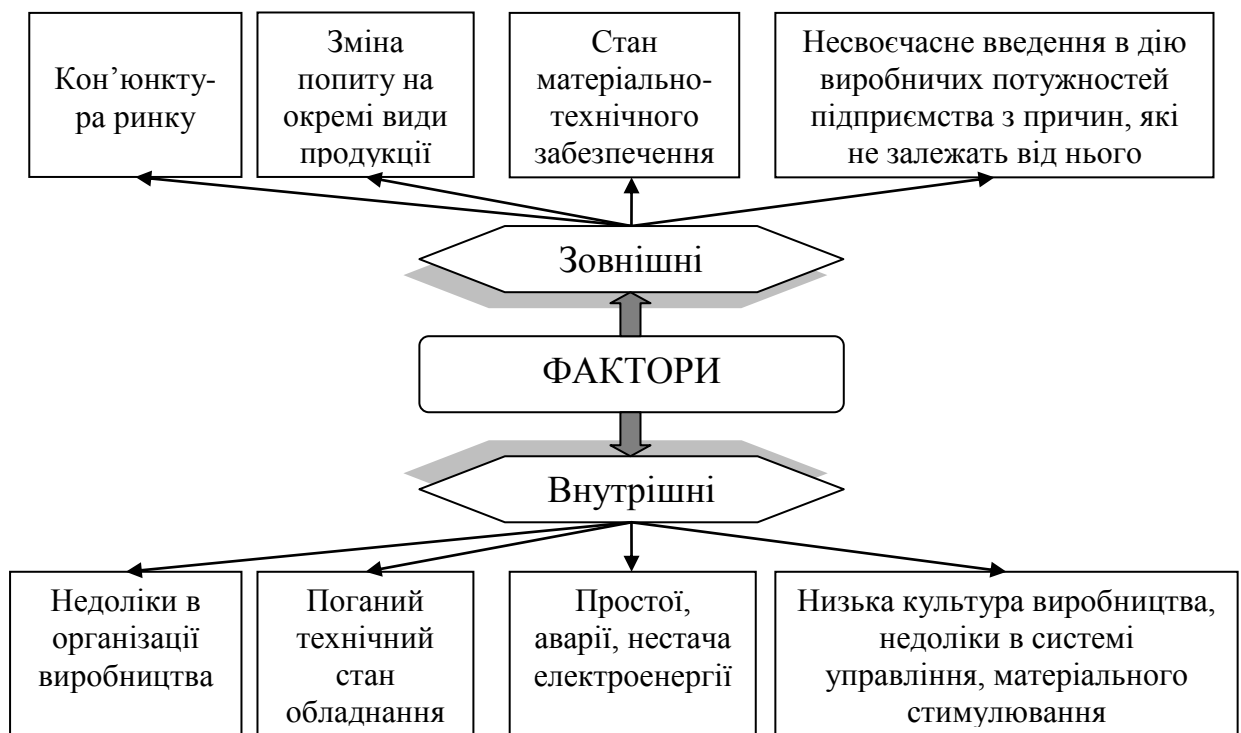 Кон’юнкту-
ра ринку
Зміна
попиту на
окремі види
продукції
Стан
матеріально-
технічного
забезпечення
Несвоєчасне введення в дію
виробничих потужностей
підприємства з причин, які
не залежать від нього
Зовнішні
ФАКТОРИ
Внутрішні
Недоліки в
організації
виробництва
Поганий
технічний
стан
обладнання
Простої,
аварії, нестача
електроенергії
Низька культура виробництва,
недоліки в системі
управління, матеріального
стимулювання